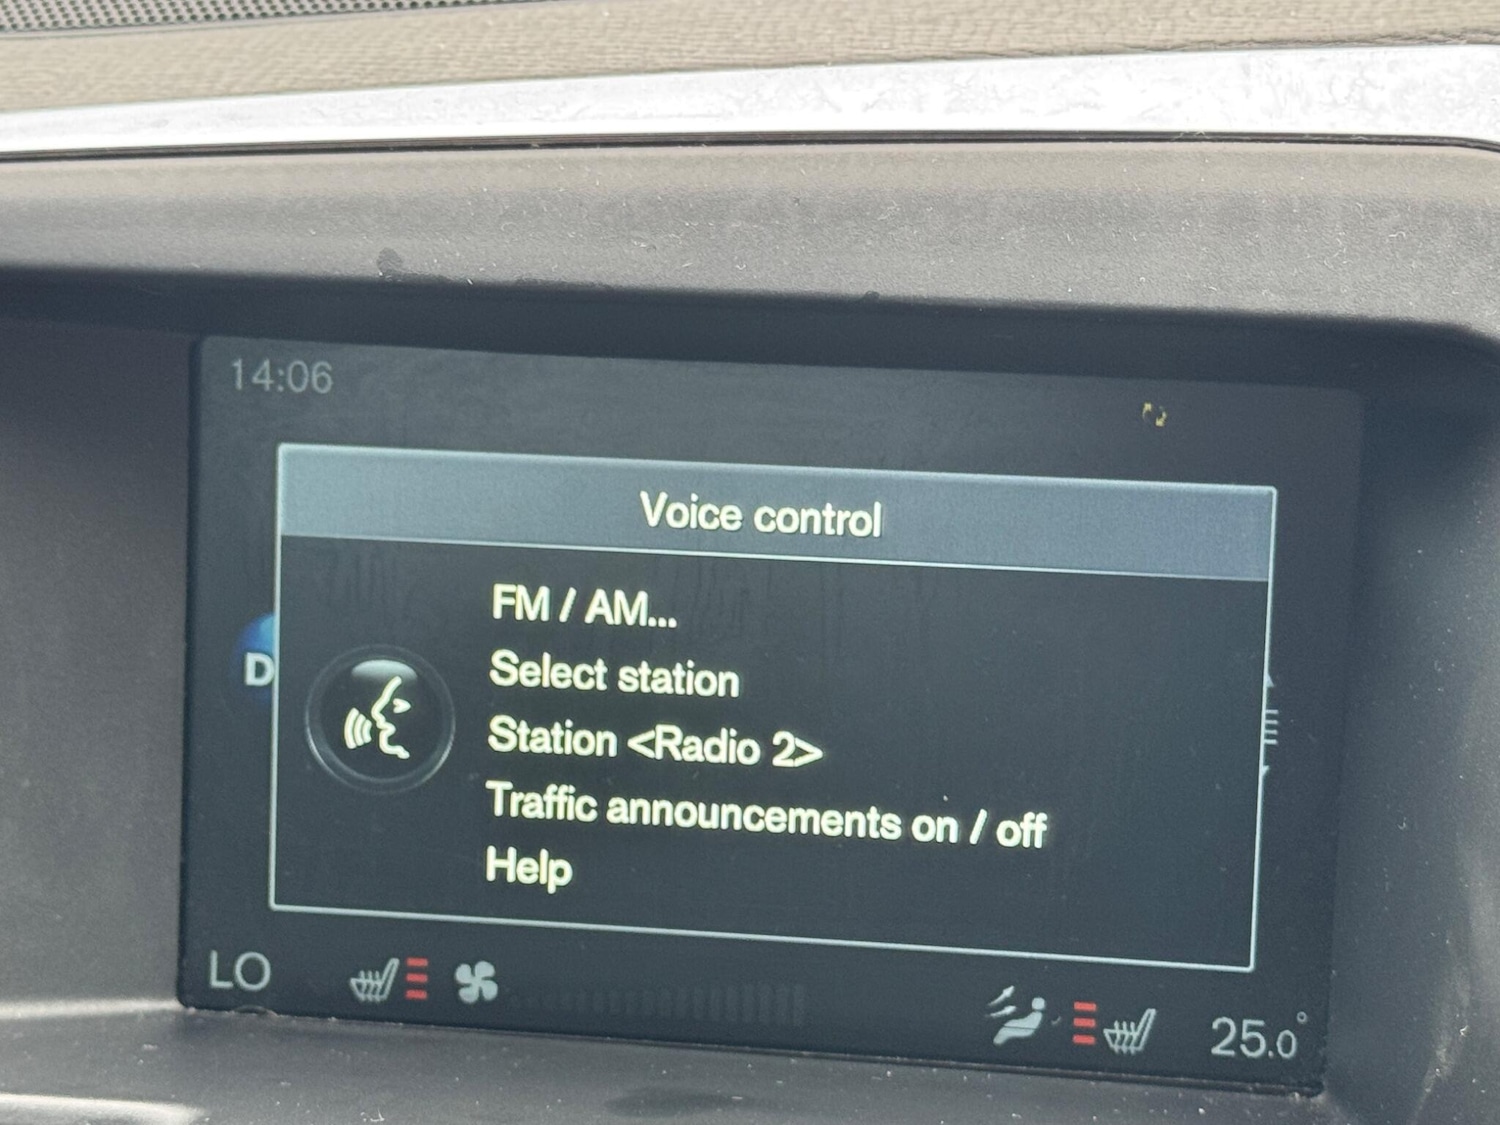 14:06
Voice control
FM / AM...
Select station
D
Station <Radio 2>
Traffic announcements on / off
Help
LO
25.0°